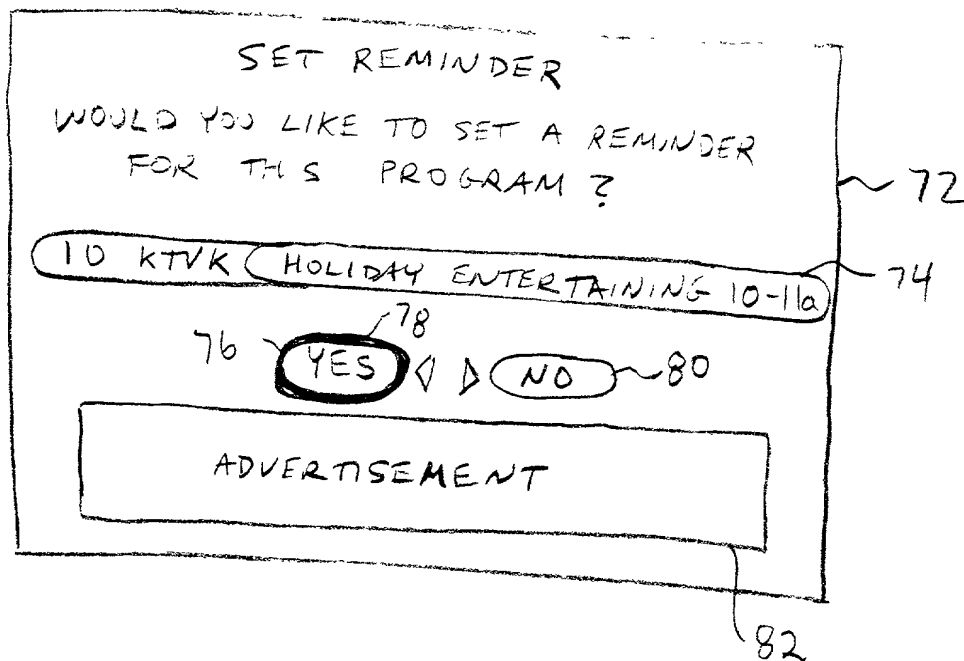 SET REMINDER
WOULD YOU LIKE TO SET A REMINDER
FOR TH S PROGRAM?
72
10 KTVK HOLIDAY ENTERTAINING 10-11a
74
78
76 YES NO 80
ADVERTISEMENT
82